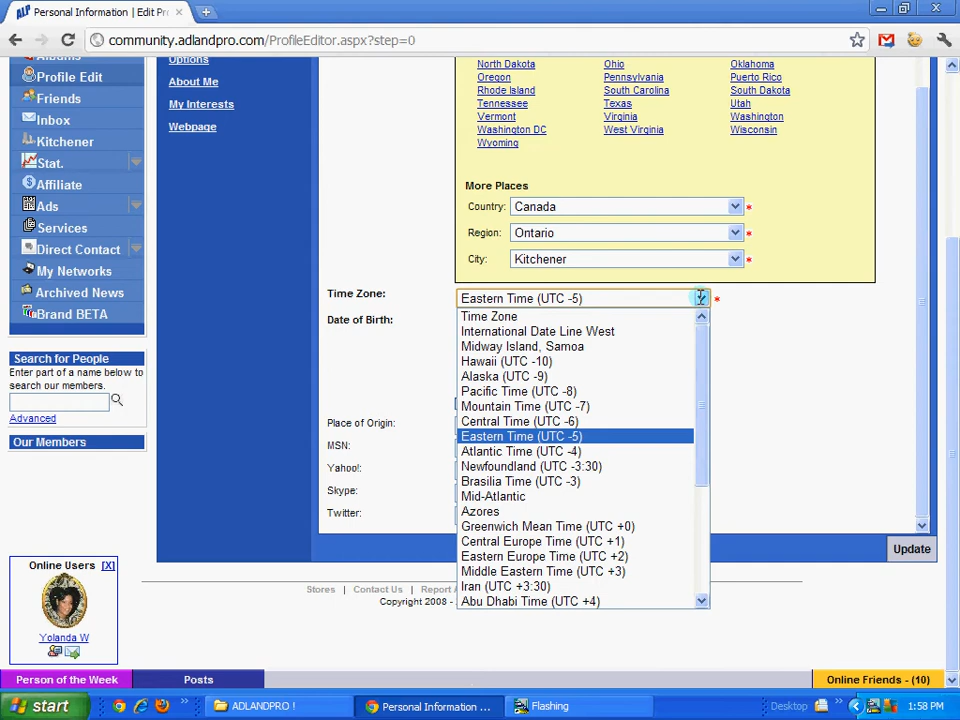 ALP Personal Information | Edit Pr
community.adlandpro.com/ProfileEditor.aspx?step=0
Albums
Profile Edit
Friends
Inbox
Kitchener
Stat.
Affiliate
Ads
Services
Direct Contact
My Networks
Archived News
Brand BETA
Search for People
Enter part of a name below to
search our members.
Advanced
Our Members
Online Users [X]
Yolanda W
Options
About Me
My Interests
Webpage
North Dakota Ohio Oklahoma
Oregon Pennsylvania Puerto Rico
Rhode Island South Carolina South Dakota
Tennessee Texas Utah
Vermont Virginia Washington
Washington DC West Virginia Wisconsin
Wyoming
More Places
Country: Canada *
Region: Ontario *
City: Kitchener *
Time Zone: Eastern Time (UTC -5) *
Date of Birth:
Time Zone
International Date Line West
Midway Island, Samoa
Hawaii (UTC -10)
Alaska (UTC -9)
Pacific Time (UTC -8)
Mountain Time (UTC -7)
Central Time (UTC -6)
Eastern Time (UTC -5)
Atlantic Time (UTC -4)
Newfoundland (UTC -3:30)
Brasilia Time (UTC -3)
Mid-Atlantic
Azores
Greenwich Mean Time (UTC +0)
Central Europe Time (UTC +1)
Eastern Europe Time (UTC +2)
Middle Eastern Time (UTC +3)
Iran (UTC +3:30)
Abu Dhabi Time (UTC +4)
Place of Origin:
MSN:
Yahoo!:
Skype:
Twitter:
Update
Stores Contact Us Report
Copyright 2008 -
Person of the Week Posts Online Friends - (10)
start ADLANDPRO ! Personal Information ... Flashing Desktop 1:58 PM